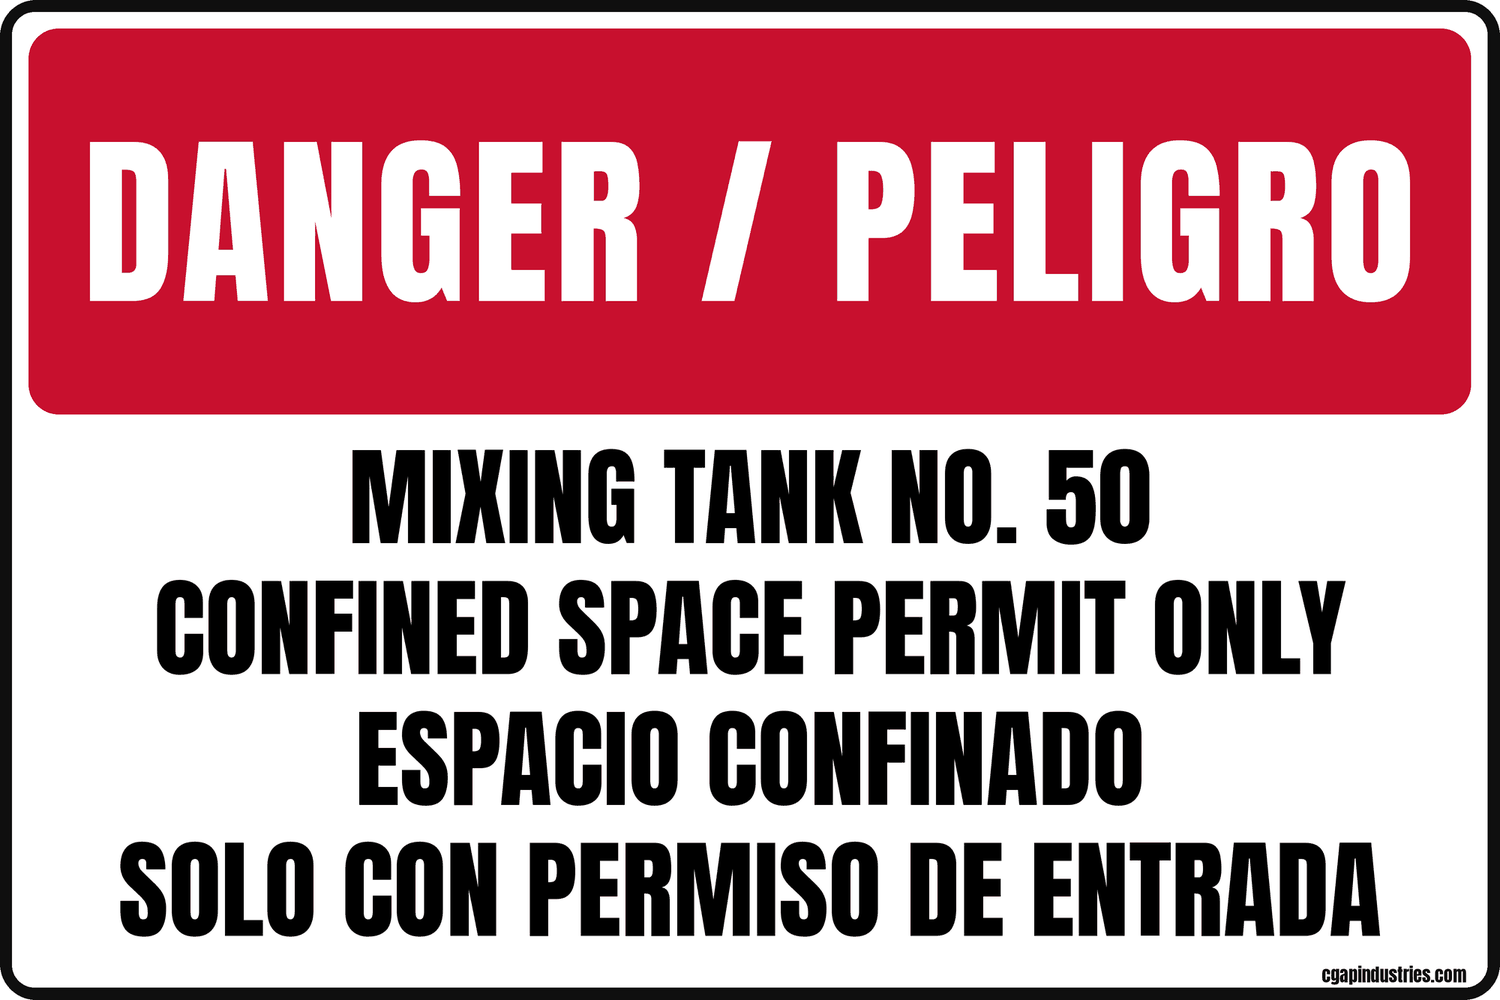 DANGER / PELIGRO
MIXING TANK NO. 50
CONFINED SPACE PERMIT ONLY
ESPACIO CONFINADO
SOLO CON PERMISO DE ENTRADA
cgapindustries.com